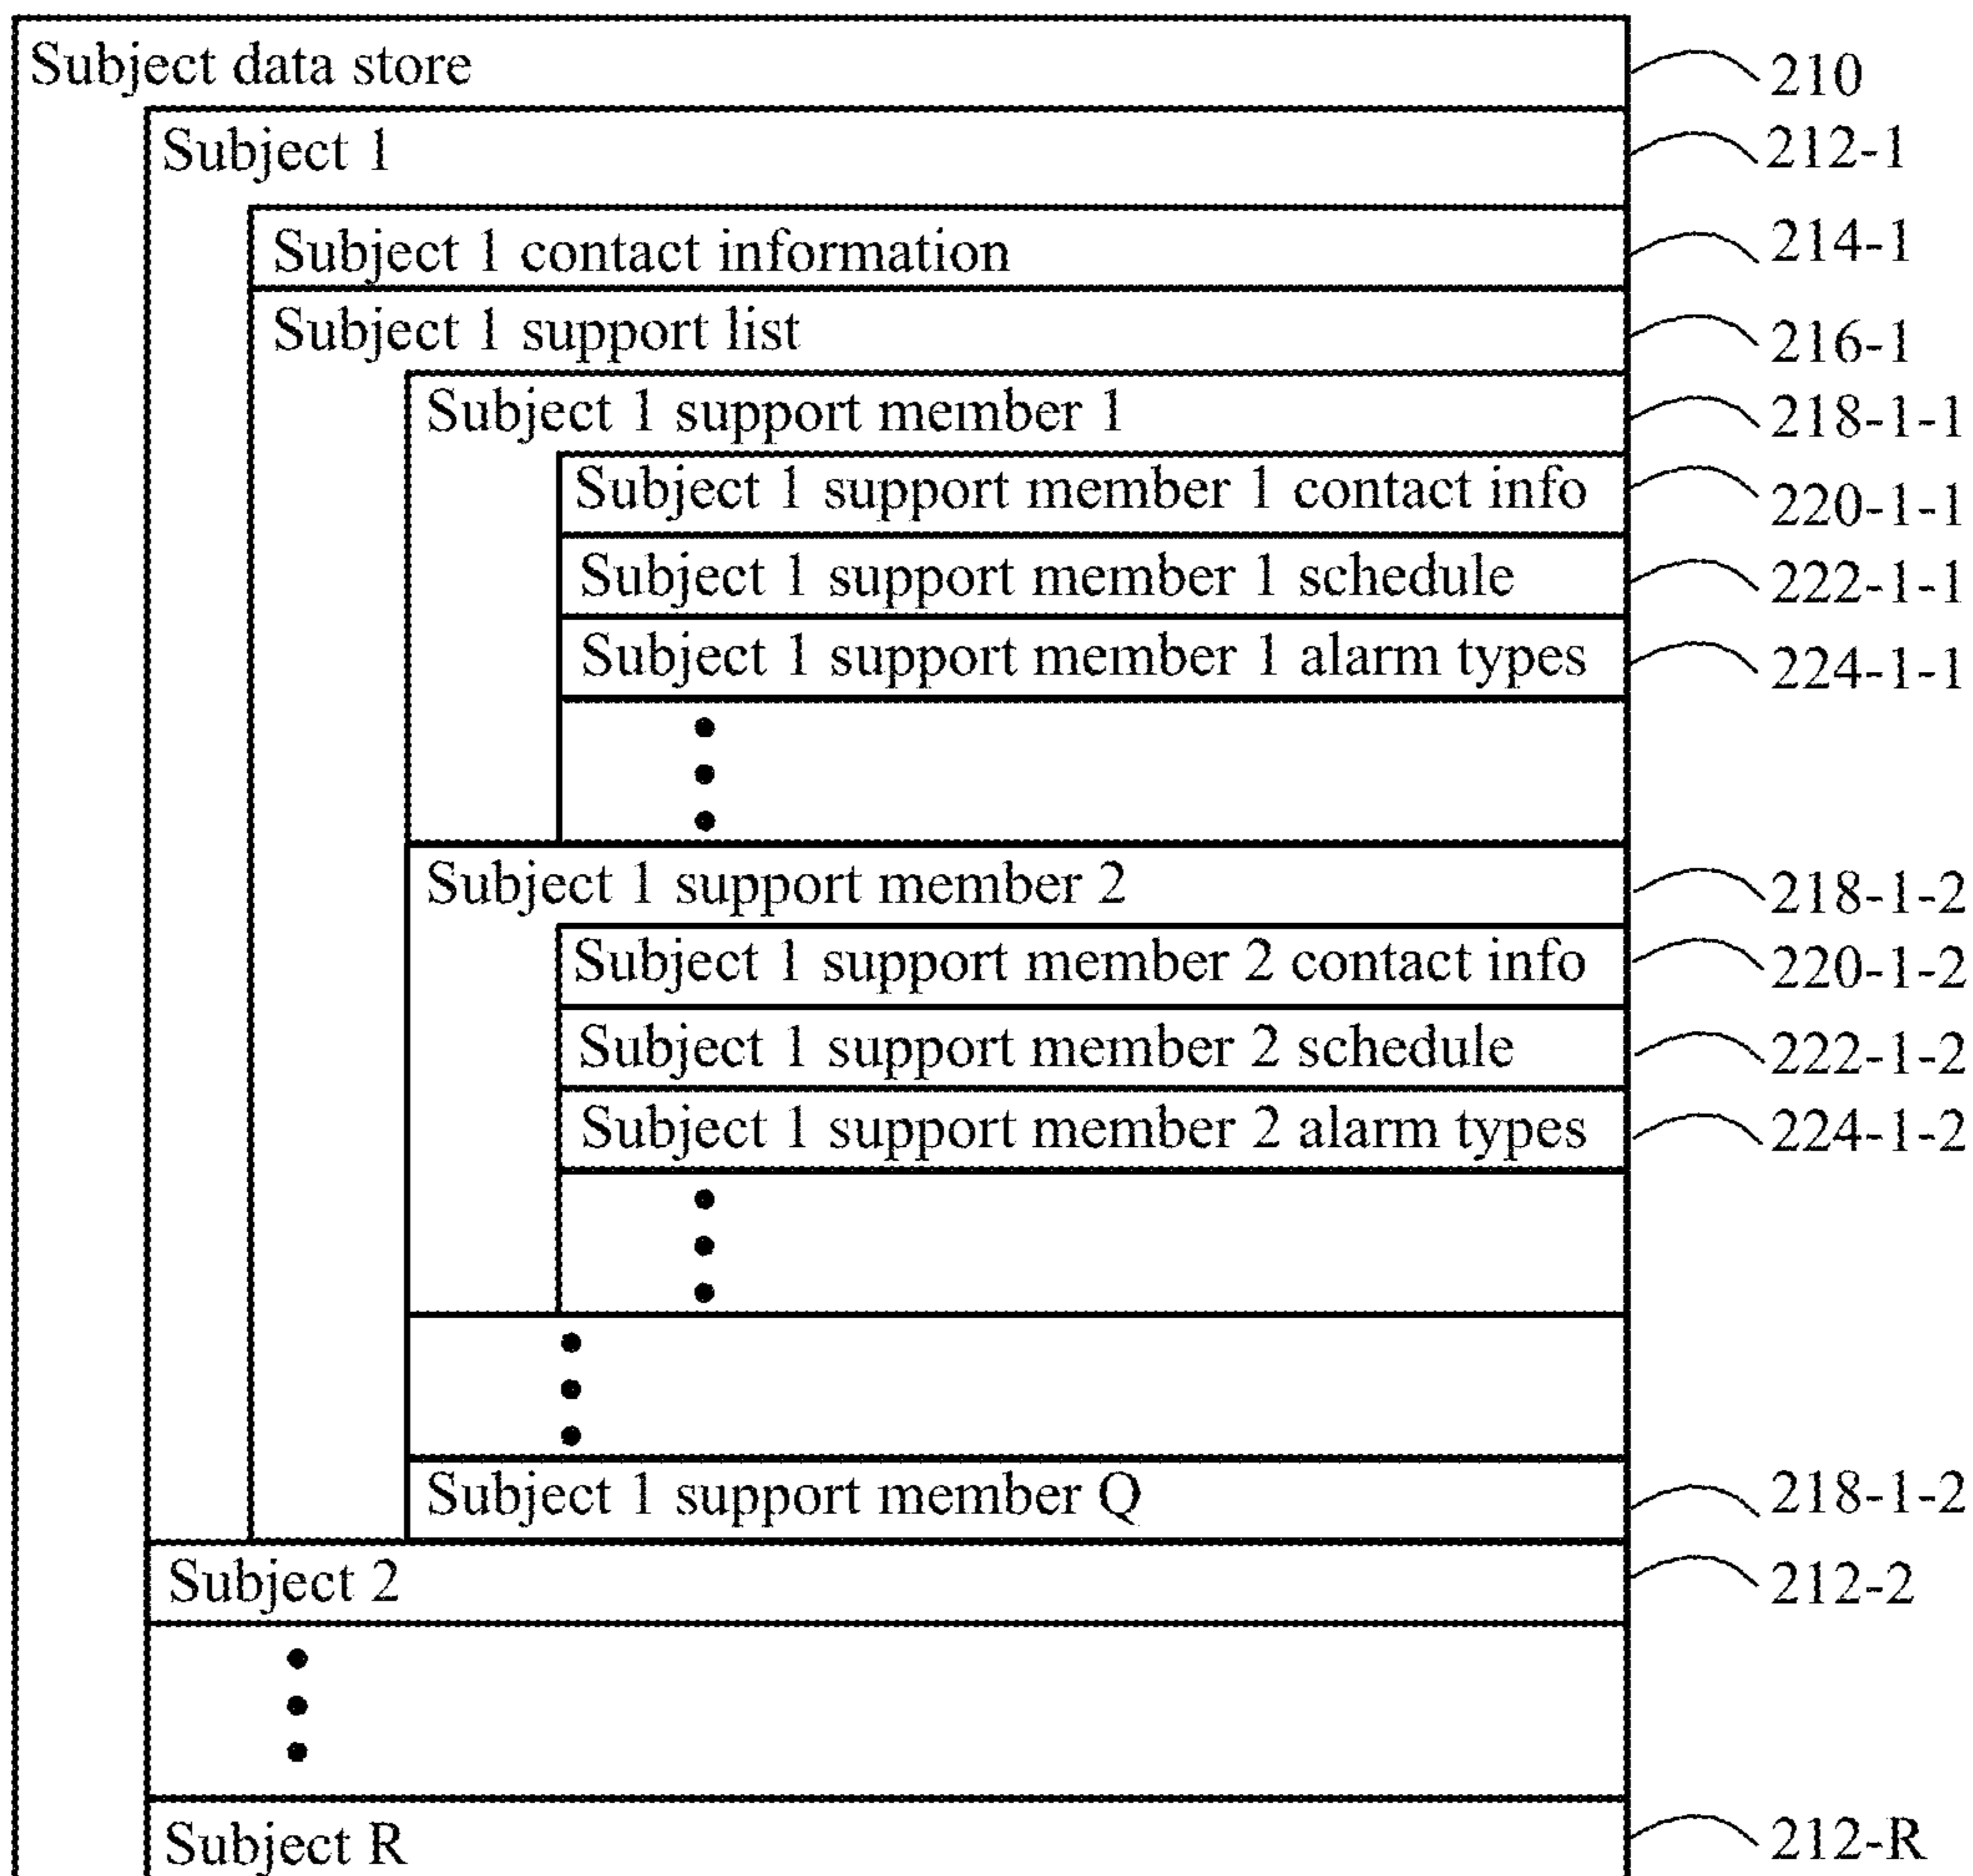 Subject data store 210
Subject 1 212-1
Subject 1 contact information 214-1
Subject 1 support list 216-1
Subject 1 support member 1 218-1-1
Subject 1 support member 1 contact info 220-1-1
Subject 1 support member 1 schedule 222-1-1
Subject 1 support member 1 alarm types 224-1-1
Subject 1 support member 2 218-1-2
Subject 1 support member 2 contact info 220-1-2
Subject 1 support member 2 schedule 222-1-2
Subject 1 support member 2 alarm types 224-1-2
Subject 1 support member Q 218-1-2
Subject 2 212-2
Subject R 212-R